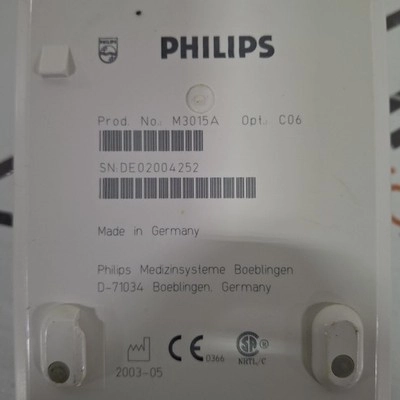 PHILIPS
Prod. No. M3015A Opt. C06
SN:DE02004252
Made in Germany
Philips Medizinsysteme Boeblingen
D-71034 Boeblingen, Germany
2003-05
CE 0366
NRTL/C